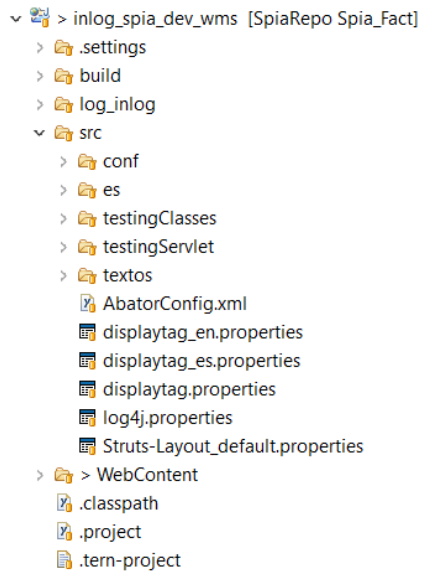 > inlog_spia_dev_wms [SpiaRepo Spia_Fact]
.settings
build
log_inlog
src
conf
es
testingClasses
testingServlet
textos
AbatorConfig.xml
displaytag_en.properties
displaytag_es.properties
displaytag.properties
log4j.properties
Struts-Layout_default.properties
> WebContent
.classpath
.project
.tern-project